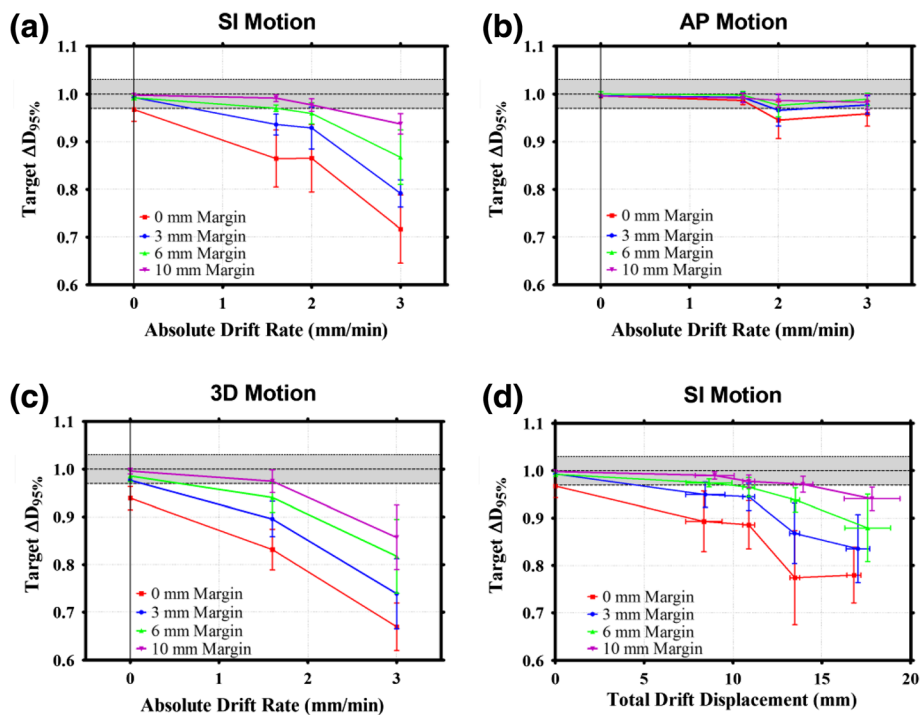 (a)
SI Motion
1.1
1.0
0.9
0.8
0.7
0.6
Target ΔD95%
0 mm Margin
3 mm Margin
6 mm Margin
10 mm Margin
0 1 2 3
Absolute Drift Rate (mm/min)
(b)
AP Motion
1.1
1.0
0.9
0.8
0.7
0.6
Target ΔD95%
0 mm Margin
3 mm Margin
6 mm Margin
10 mm Margin
0 1 2 3
Absolute Drift Rate (mm/min)
(c)
3D Motion
1.1
1.0
0.9
0.8
0.7
0.6
Target ΔD95%
0 mm Margin
3 mm Margin
6 mm Margin
10 mm Margin
0 1 2 3
Absolute Drift Rate (mm/min)
(d)
SI Motion
1.1
1.0
0.9
0.8
0.7
0.6
Target ΔD95%
0 mm Margin
3 mm Margin
6 mm Margin
10 mm Margin
0 5 10 15 20
Total Drift Displacement (mm)